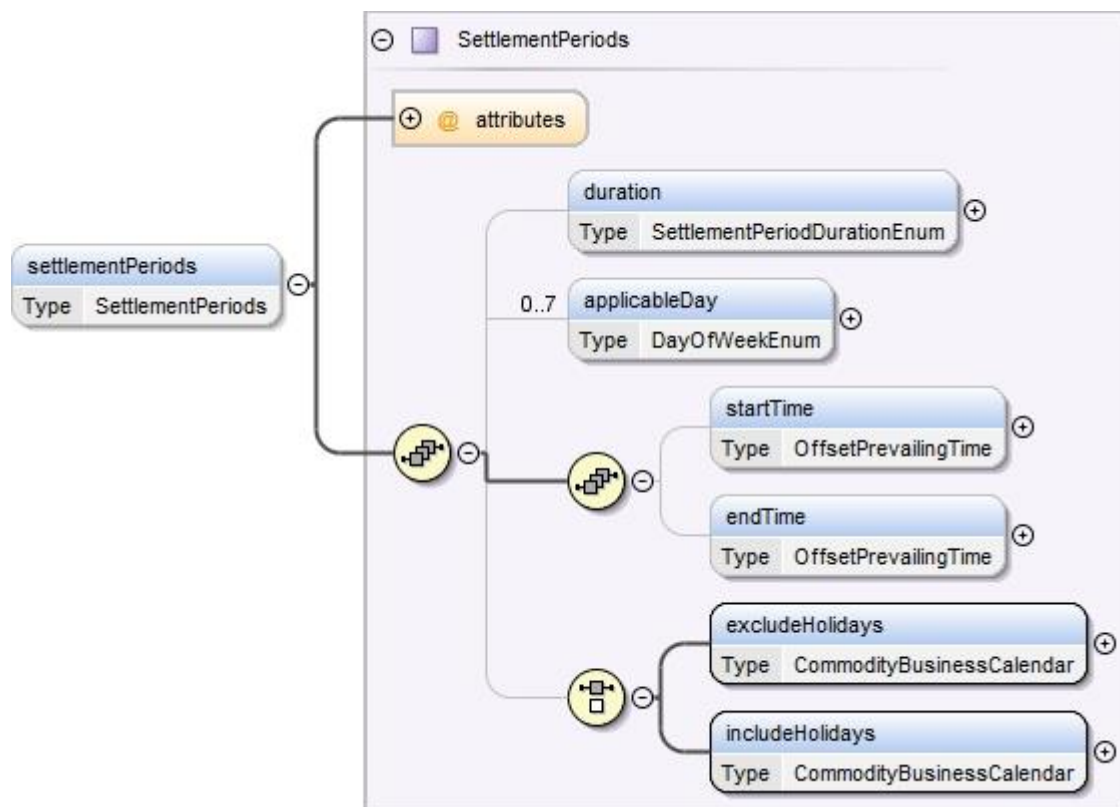 SettlementPeriods
@ attributes
duration
Type SettlementPeriodDurationEnum
settlementPeriods
Type SettlementPeriods
0..7
applicableDay
Type DayOfWeekEnum
startTime
Type OffsetPrevailingTime
endTime
Type OffsetPrevailingTime
excludeHolidays
Type CommodityBusinessCalendar
includeHolidays
Type CommodityBusinessCalendar